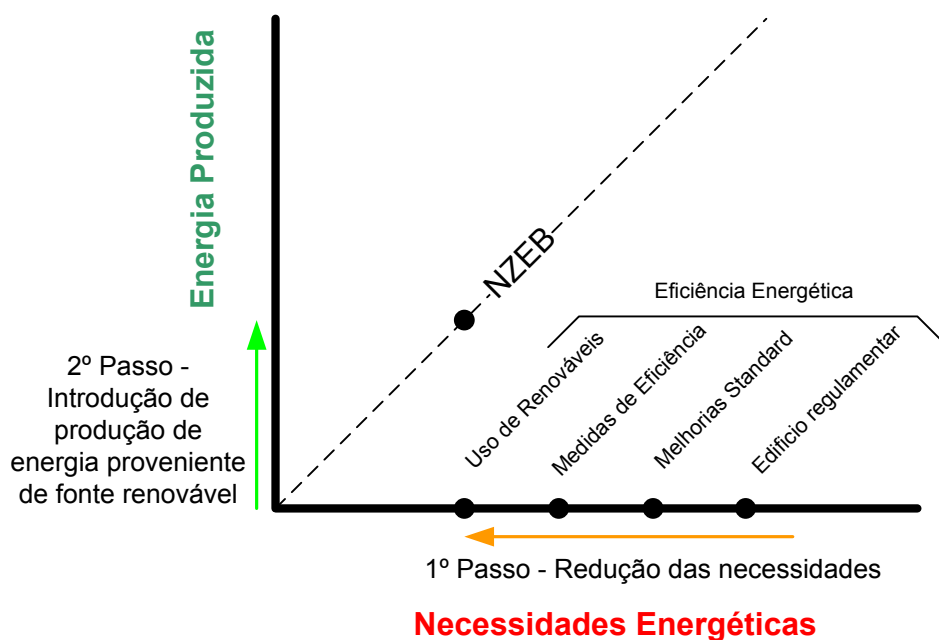 Energia Produzida
NZEB
Eficiência Energética
Uso de Renováveis
Medidas de Eficiência
Melhorias Standard
Edificio regulamentar
2º Passo -
Introdução de
produção de
energia proveniente
de fonte renovável
1º Passo - Redução das necessidades
Necessidades Energéticas